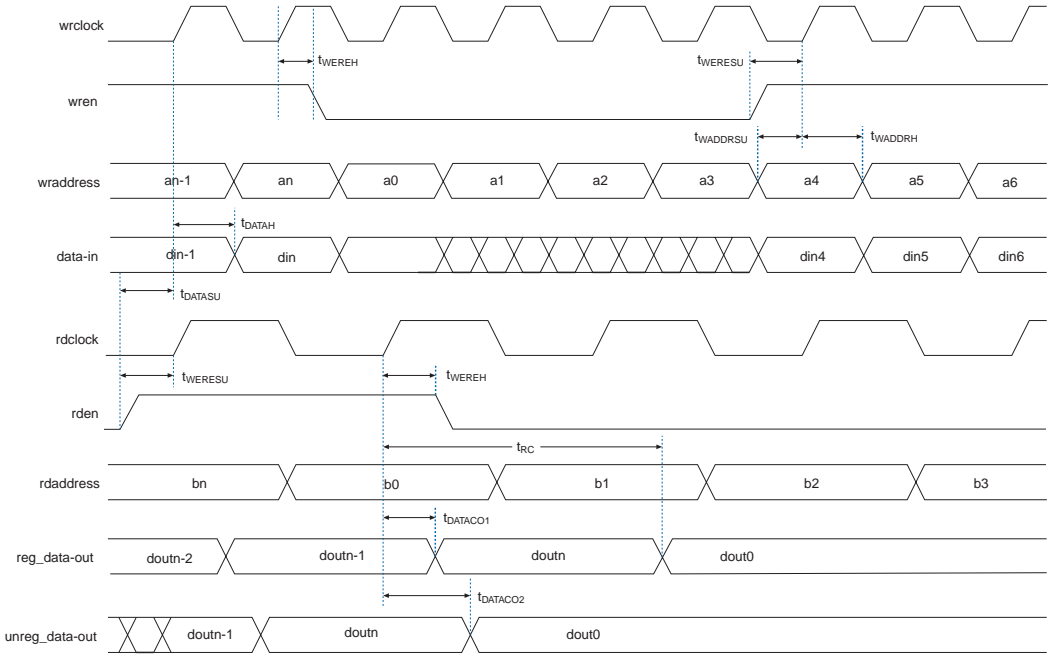 wrclock
tWEREH
tWERESU
wren
tWADDRSU
tWADDRH
wraddress an-1 an a0 a1 a2 a3 a4 a5 a6
tDATAH
data-in din-1 din din4 din5 din6
tDATASU
rdclock
tWERESU
tWEREH
rden
tRC
rdaddress bn b0 b1 b2 b3
tDATACO1
reg_data-out doutn-2 doutn-1 doutn dout0
tDATACO2
unreg_data-out doutn-1 doutn dout0